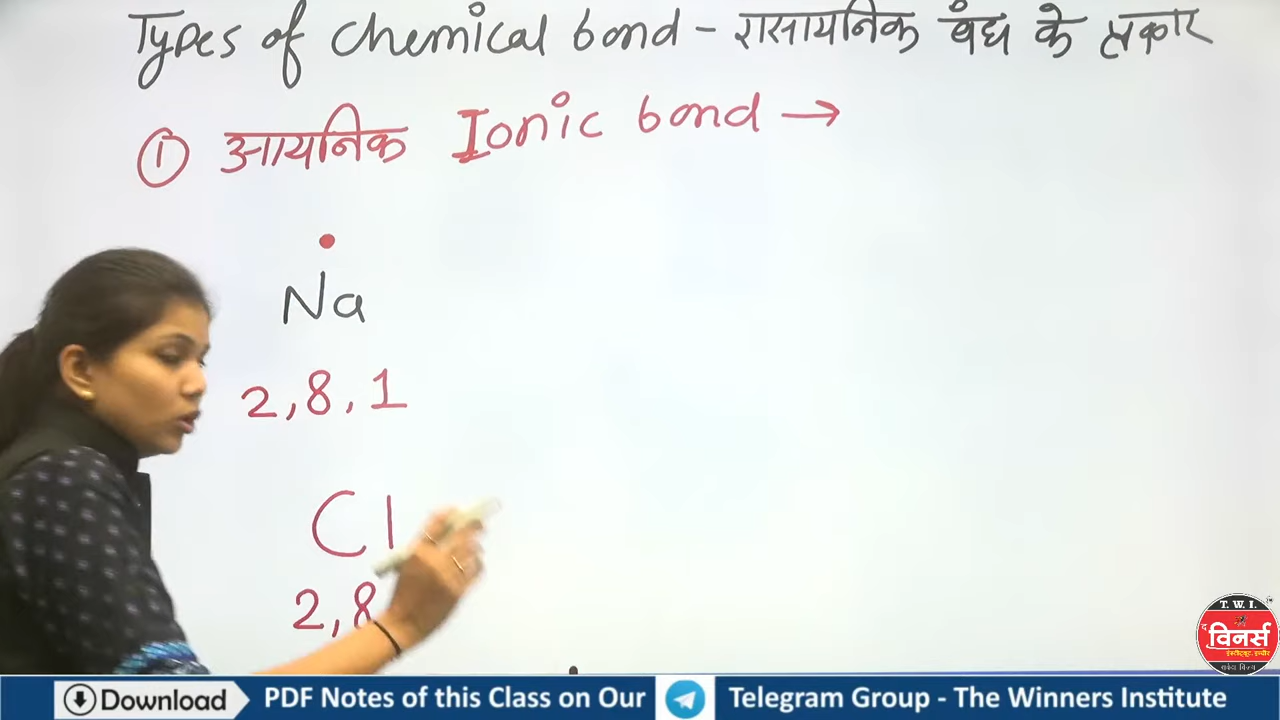 Types of chemical bond - रासायनिक बंध के प्रकार
① आयनिक Ionic bond →
Na
2,8,1
Cl
2,8
T. W. I.
द
विनर्स
इंस्टीट्यूट, इन्दौर
Download PDF Notes of this Class on Our Telegram Group - The Winners Institute